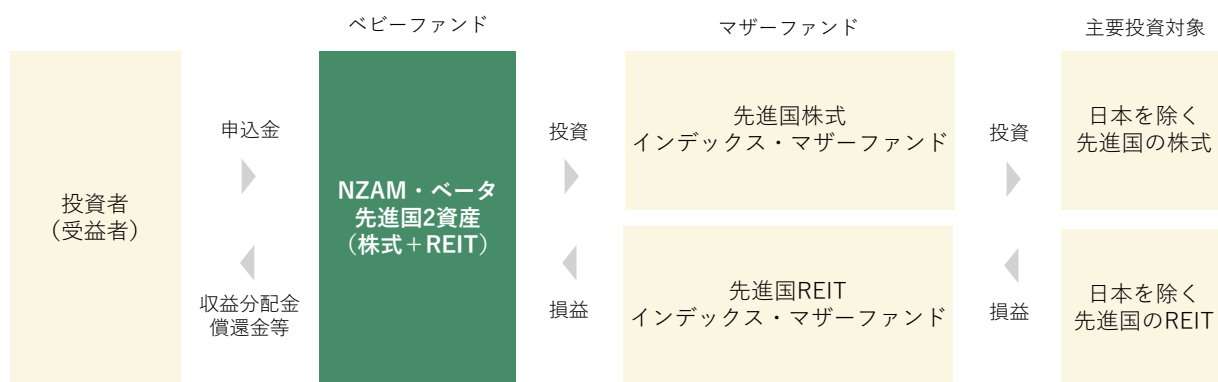 ベビーファンド
マザーファンド
主要投資対象
投資者
（受益者）
申込金
収益分配金
償還金等
NZAM・ベータ
先進国2資産
（株式＋REIT）
投資
損益
先進国株式
インデックス・マザーファンド
先進国REIT
インデックス・マザーファンド
投資
損益
日本を除く
先進国の株式
日本を除く
先進国のREIT